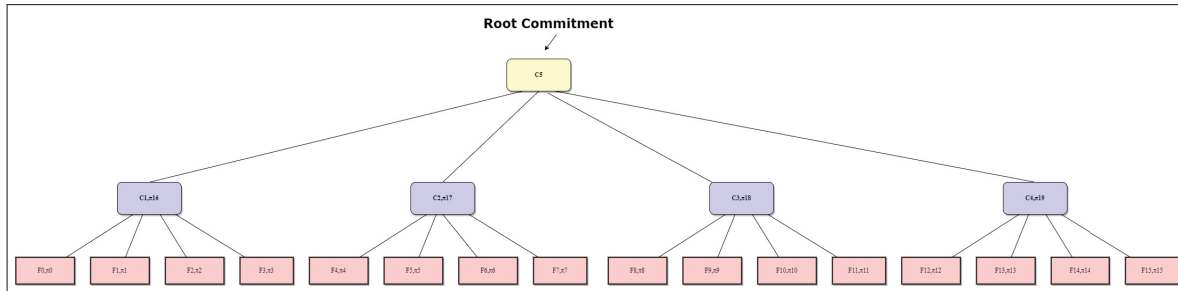 Root Commitment
C5
C1,π16
C2,π17
C3,π18
C4,π19
F0,π0
F1,π1
F2,π2
F3,π3
F4,π4
F5,π5
F6,π6
F7,π7
F8,π8
F9,π9
F10,π10
F11,π11
F12,π12
F13,π13
F14,π14
F15,π15